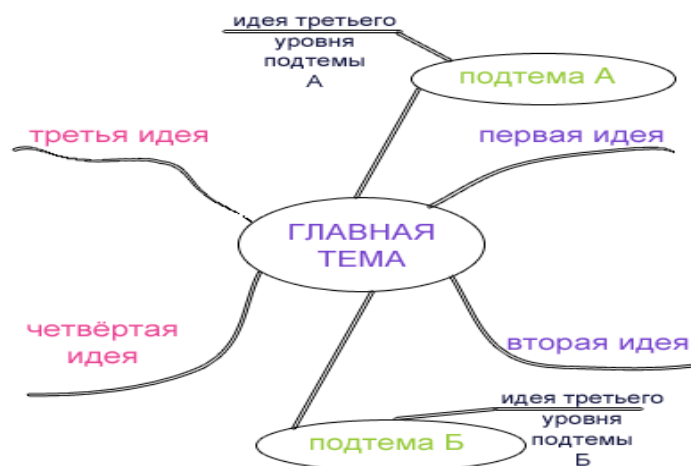 идея третьего
уровня
подтемы
А
подтема А
третья идея
первая идея
ГЛАВНАЯ
ТЕМА
четвёртая
идея
вторая идея
идея третьего
уровня
подтемы
Б
подтема Б